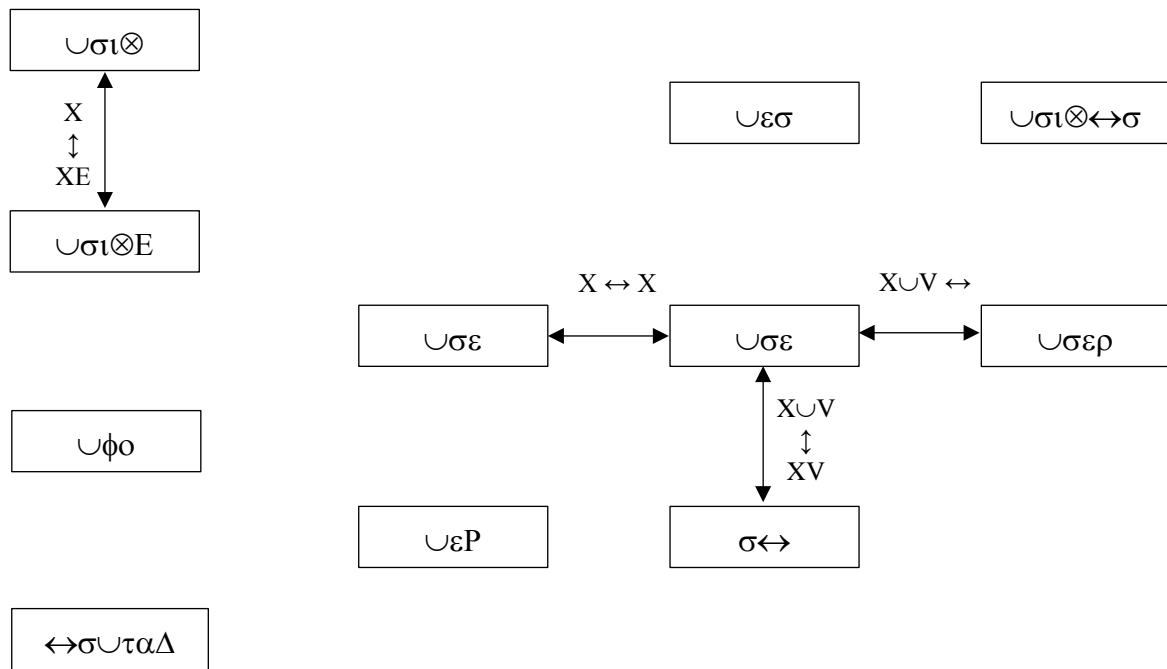 ∪σι⊗
X
↕
XE
∪σι⊗E
∪εσ
∪σι⊗↔σ
X ↔ X
X∪V ↔
∪σε
∪σε
∪σερ
X∪V
↕
XV
∪φο
∪εP
σ↔
↔σ∪ταΔ